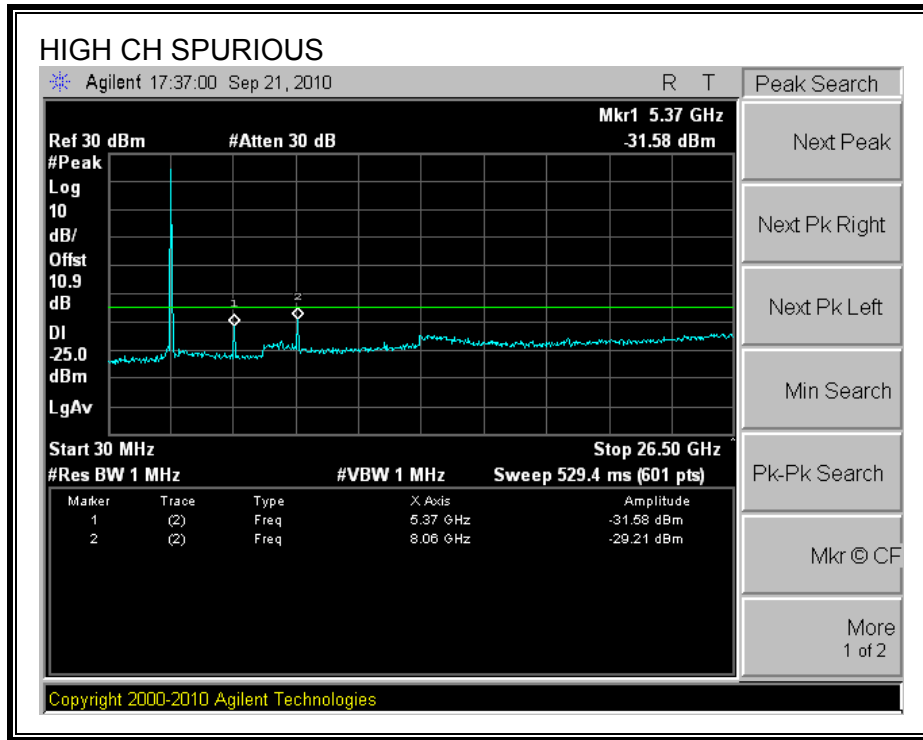 HIGH CH SPURIOUS
Agilent 17:37:00 Sep 21, 2010 R T
Peak Search
Mkr1 5.37 GHz
Ref 30 dBm #Atten 30 dB -31.58 dBm
#Peak
Log
10
dB/
Offst
10.9
dB
DI
-25.0
dBm
LgAv
1
2
Start 30 MHz Stop 26.50 GHz
#Res BW 1 MHz #VBW 1 MHz Sweep 529.4 ms (601 pts)
Marker Trace Type X Axis Amplitude
1 (2) Freq 5.37 GHz -31.58 dBm
2 (2) Freq 8.06 GHz -29.21 dBm
Next Peak
Next Pk Right
Next Pk Left
Min Search
Pk-Pk Search
Mkr © CF
More
1 of 2
Copyright 2000-2010 Agilent Technologies